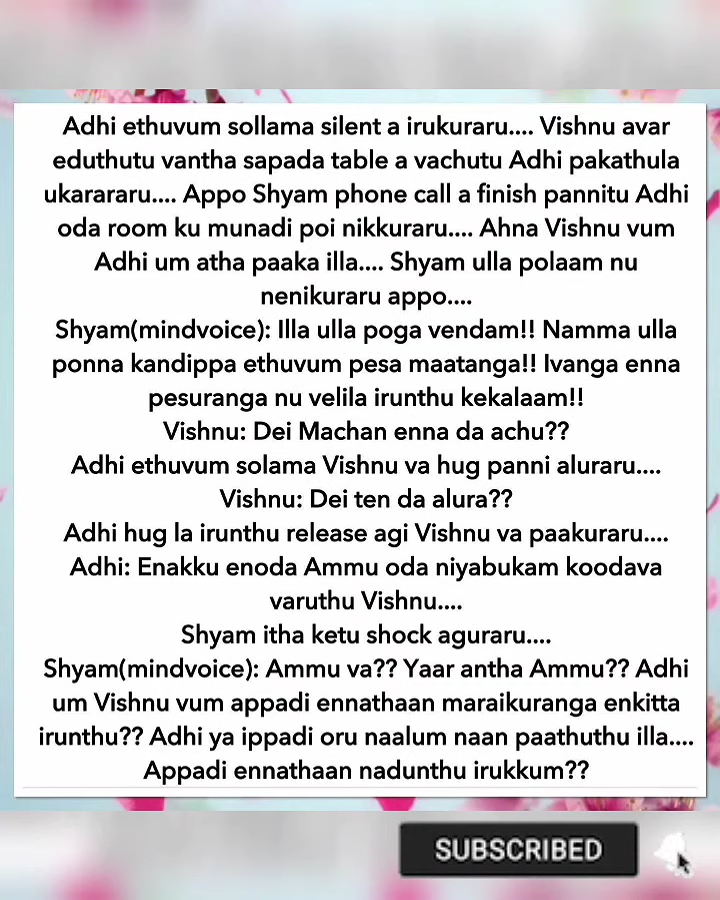 Adhi ethuvum sollama silent a irukuraru.... Vishnu avar
eduthutu vantha sapada table a vachutu Adhi pakathula
ukarararu.... Appo Shyam phone call a finish pannitu Adhi
oda room ku munadi poi nikkuraru.... Ahna Vishnu vum
Adhi um atha paaka illa.... Shyam ulla polaam nu
nenikuraru appo....
Shyam(mindvoice): Illa ulla poga vendam!! Namma ulla
ponna kandippa ethuvum pesa maatanga!! Ivanga enna
pesuranga nu velila irunthu kekalaam!!
Vishnu: Dei Machan enna da achu??
Adhi ethuvum solama Vishnu va hug panni aluraru....
Vishnu: Dei ten da alura??
Adhi hug la irunthu release agi Vishnu va paakuraru....
Adhi: Enakku enoda Ammu oda niyabukam koodava
varuthu Vishnu....
Shyam itha ketu shock aguraru....
Shyam(mindvoice): Ammu va?? Yaar antha Ammu?? Adhi
um Vishnu vum appadi ennathaan maraikuranga enkitta
irunthu?? Adhi ya ippadi oru naalum naan paathuthu illa....
Appadi ennathaan nadunthu irukkum??
SUBSCRIBED